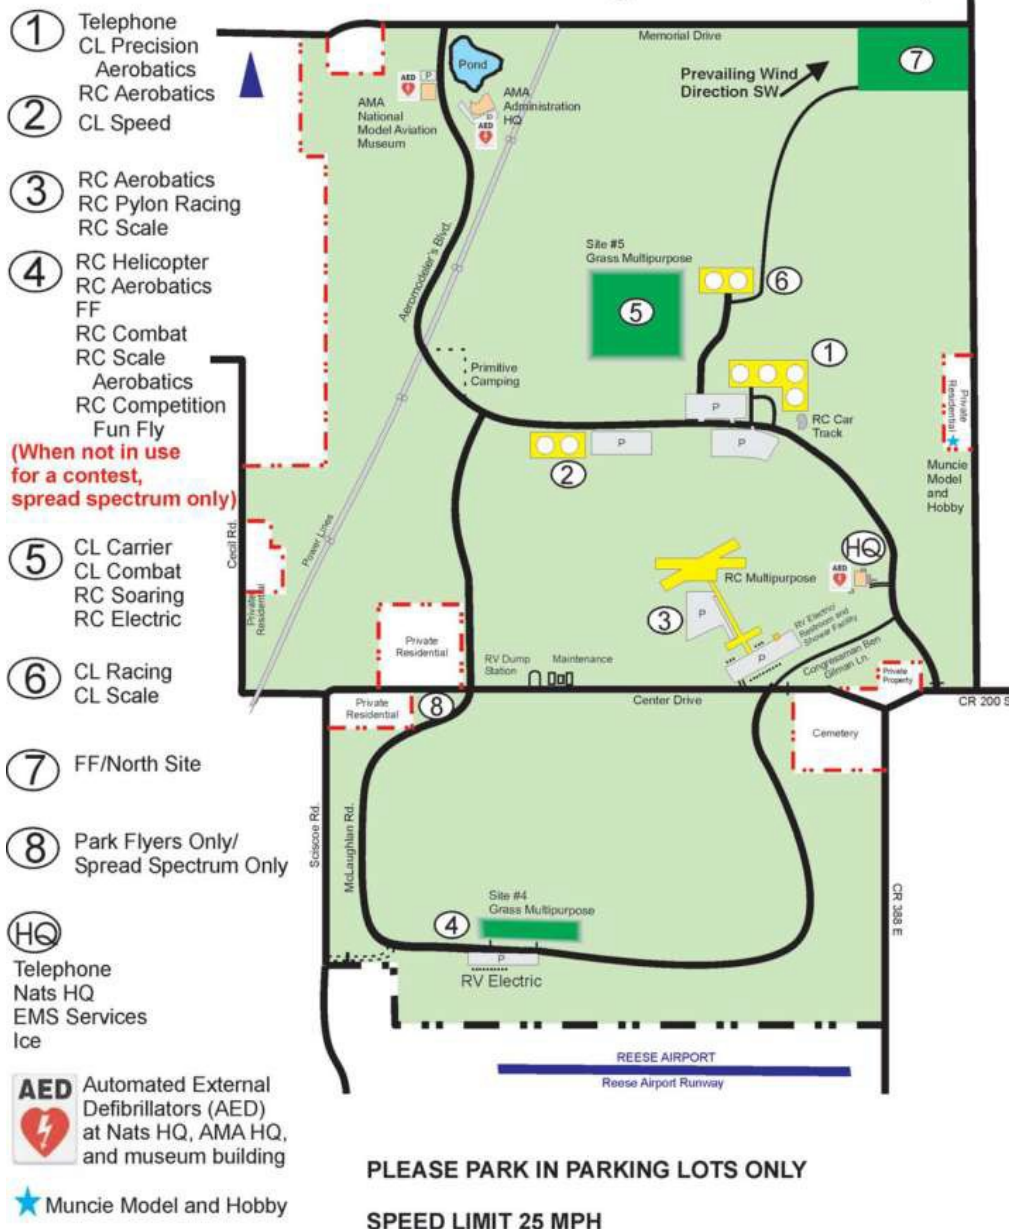 1
Telephone
CL Precision
Aerobatics
RC Aerobatics
2
CL Speed
3
RC Aerobatics
RC Pylon Racing
RC Scale
4
RC Helicopter
RC Aerobatics
FF
RC Combat
RC Scale
Aerobatics
RC Competition
Fun Fly
(When not in use
for a contest,
spread spectrum only)
5
CL Carrier
CL Combat
RC Soaring
RC Electric
6
CL Racing
CL Scale
7
FF/North Site
8
Park Flyers Only/
Spread Spectrum Only
HQ
Telephone
Nats HQ
EMS Services
Ice
AED
Automated External
Defibrillators (AED)
at Nats HQ, AMA HQ,
and museum building
Muncie Model and Hobby
Memorial Drive
7
Prevailing Wind
Direction SW
Pond
AED
P
AMA
National
Model Aviation
Museum
AMA
Administration
HQ
P
AED
Aeromodeler's Blvd.
Site #5
Grass Multipurpose
5
6
1
Primitive
Camping
P
P
P
RC Car
Track
2
Private
Residential
Muncie
Model
and
Hobby
Cecil Rd.
Power Lines
Private
Residential
HQ
AED
RC Multipurpose
3
P
P
RV Electric/
Restroom and
Shower Facility
Congressman Ben
Gilman Ln.
Private
Residential
RV Dump
Station
Maintenance
Private
Property
Center Drive
CR 200 S
Private
Residential
8
Cemetery
Sciscoe Rd.
McLaughlan Rd.
CR 388 E
Site #4
Grass Multipurpose
4
P
RV Electric
REESE AIRPORT
Reese Airport Runway
PLEASE PARK IN PARKING LOTS ONLY
SPEED LIMIT 25 MPH